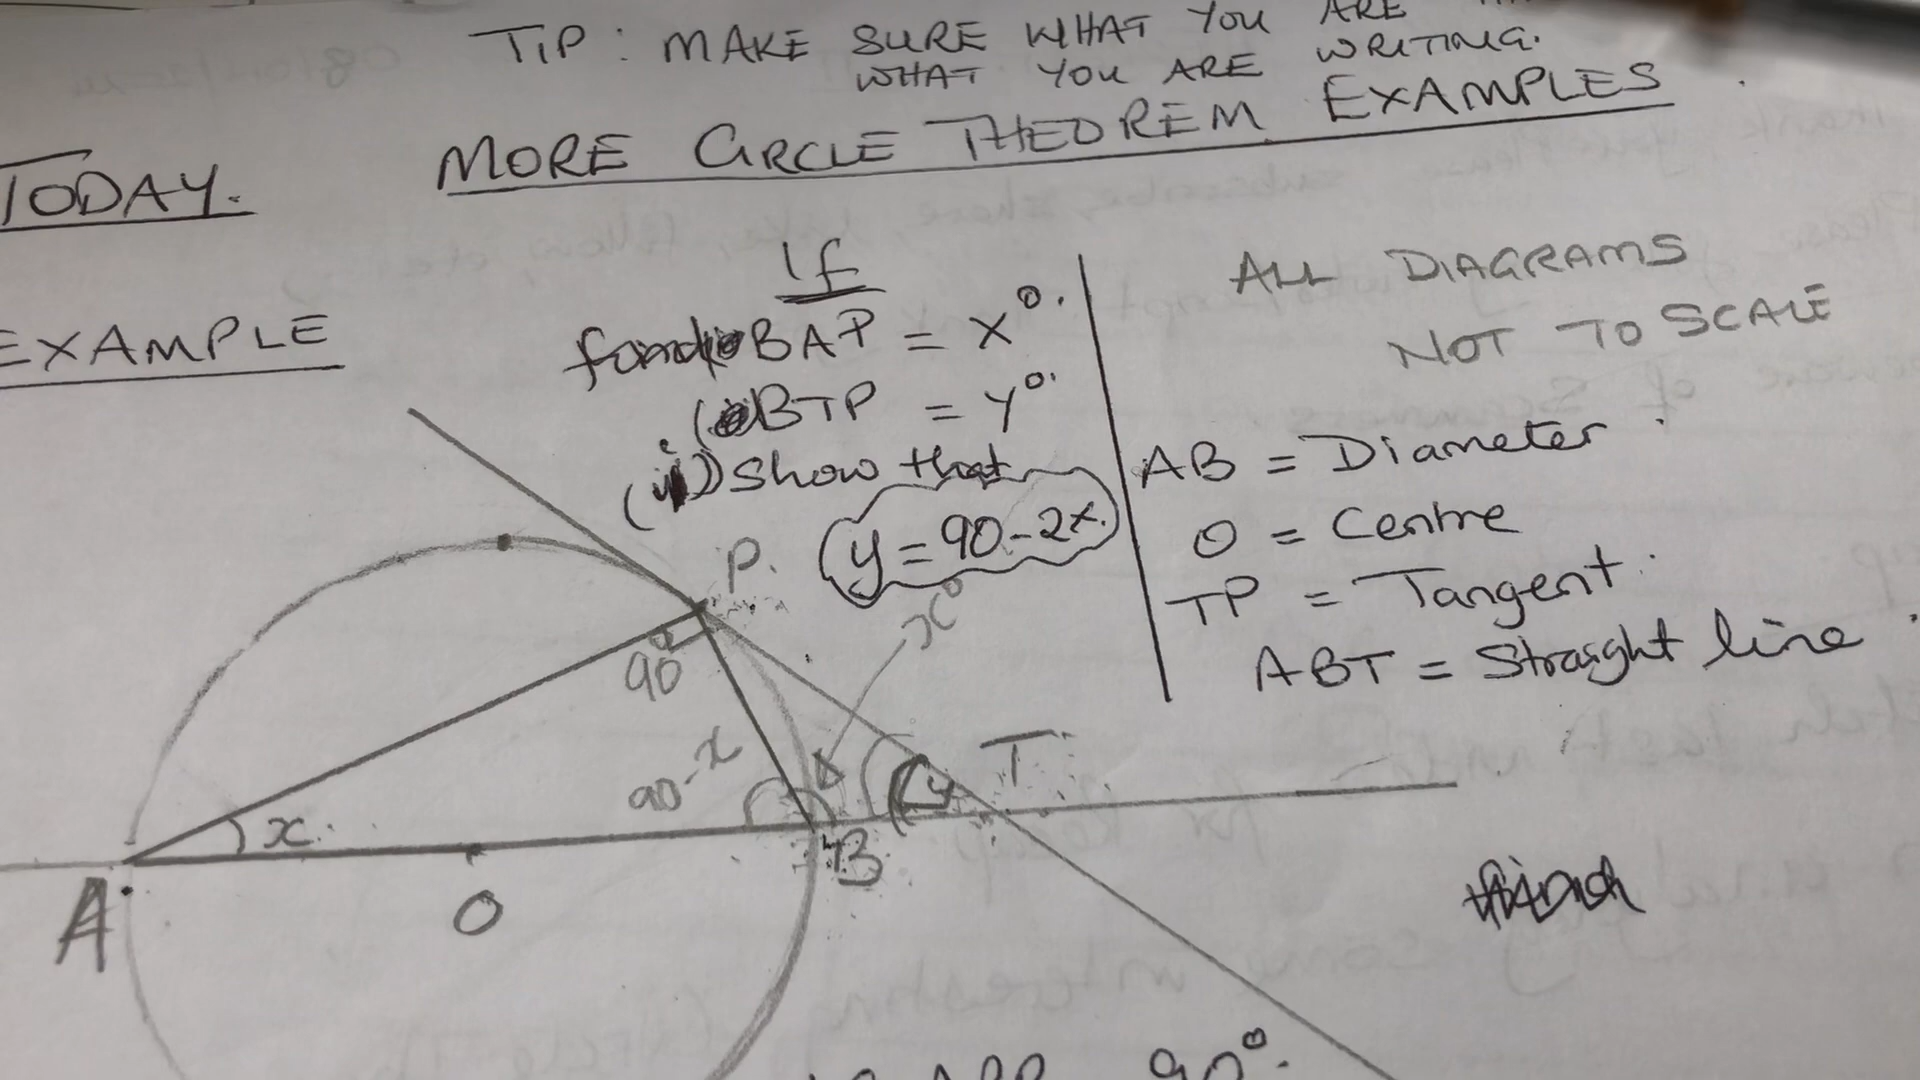 TIP: MAKE SURE WHAT YOU ARE
WHAT YOU ARE WRITING.
MORE CIRCLE THEOREM EXAMPLES
TODAY.
If
EXAMPLE
BAP = x°.
BTP = y°.
Show that
y = 90-2x.
ALL DIAGRAMS
NOT TO SCALE
AB = Diameter
O = Centre
TP = Tangent
ABT = Straight line
P.
x°
90
90-x
T
y
x
B
A
O
90°.